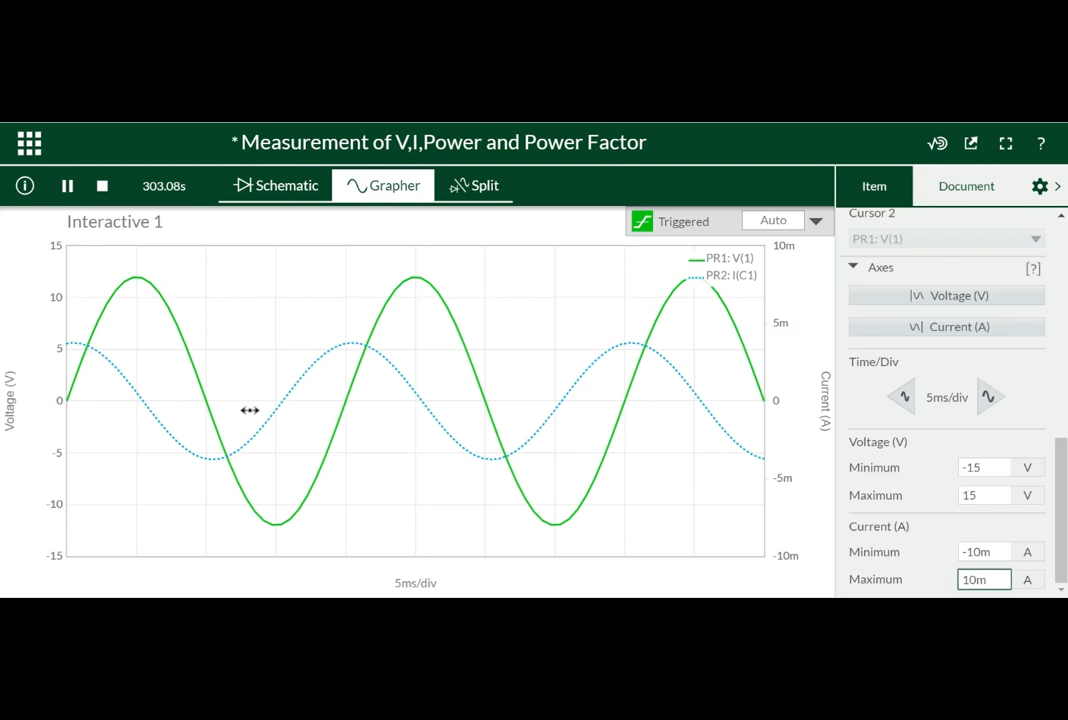 * Measurement of V,I,Power and Power Factor
?
303.08s
Schematic
Grapher
Split
Item
Document
Interactive 1
Triggered
Auto
Cursor 2
PR1: V(1)
Axes
[?]
Voltage (V)
Current (A)
Time/Div
5ms/div
Voltage (V)
Minimum -15 V
Maximum 15 V
Current (A)
Minimum -10m A
Maximum 10m A
PR1: V(1)
PR2: I(C1)
15
10
5
0
-5
-10
-15
Voltage (V)
10m
5m
0
-5m
-10m
Current (A)
5ms/div